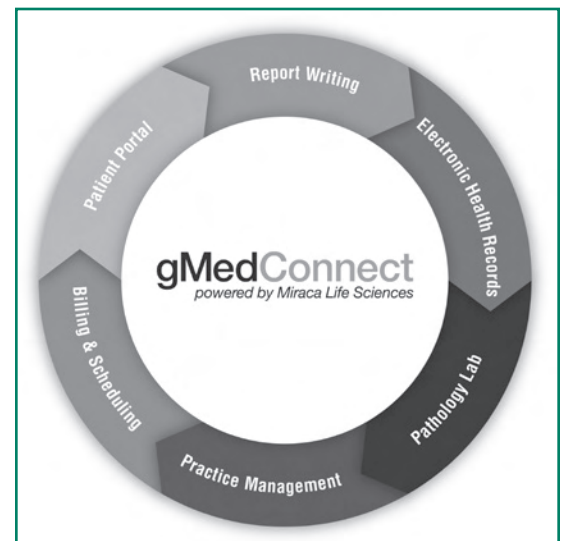 Report Writing
Electronic Health Records
Pathology Lab
Practice Management
Billing & Scheduling
Patient Portal
gMedConnect
powered by Miraca Life Sciences